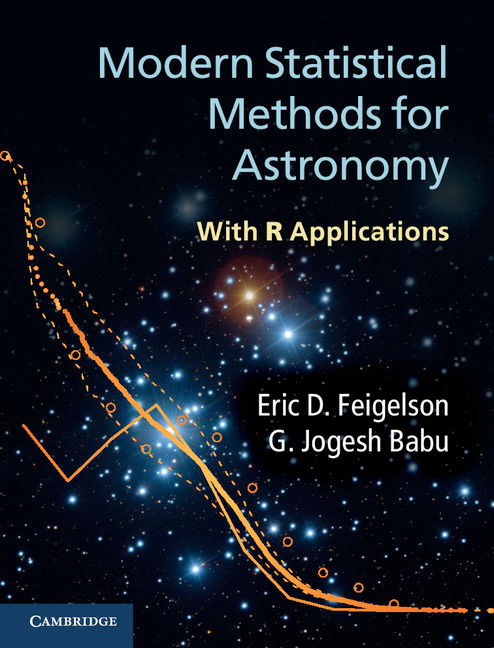 Modern Statistical
Methods for
Astronomy
With R Applications
Eric D. Feigelson
G. Jogesh Babu
CAMBRIDGE